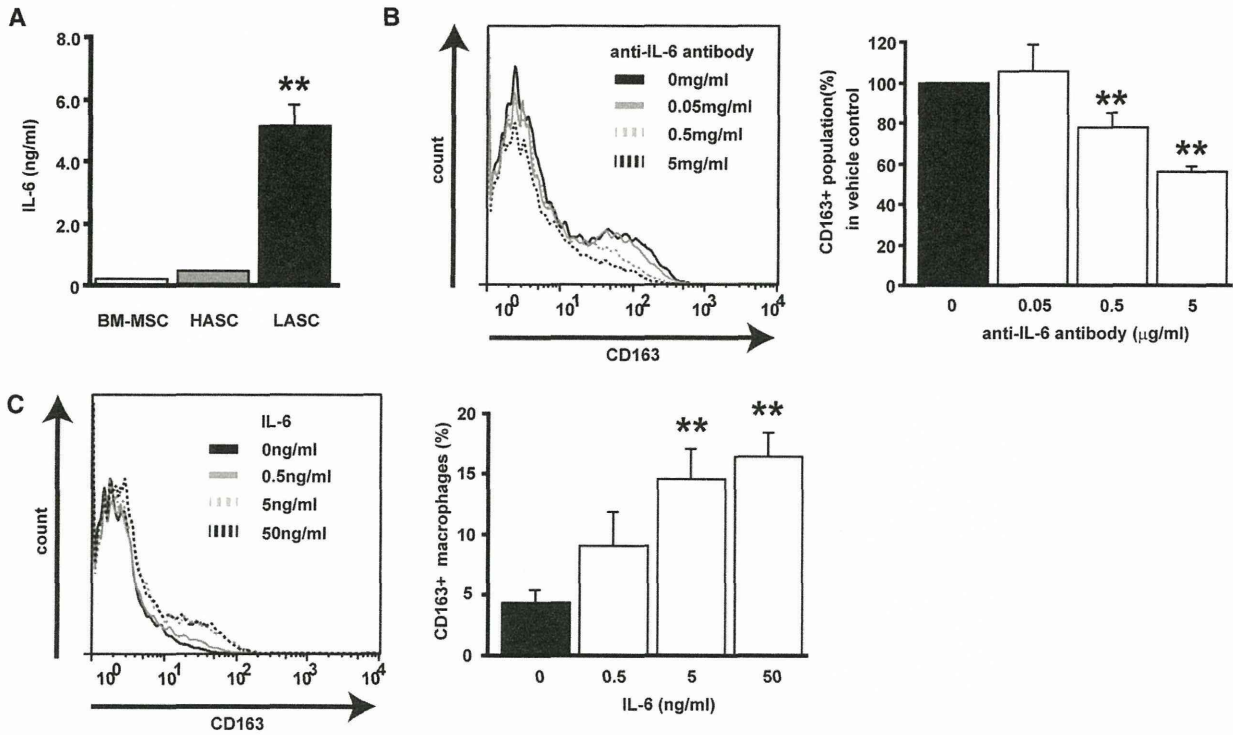 A
IL-6 (ng/ml)
8.0
6.0
4.0
2.0
0
**
BM-MSC HASC LASC
B
count
anti-IL-6 antibody
0mg/ml
0.05mg/ml
0.5mg/ml
5mg/ml
10^0 10^1 10^2 10^3 10^4
CD163
CD163+ population(%)
in vehicle control
120
100
80
60
40
20
0
**
**
0 0.05 0.5 5
anti-IL-6 antibody (μg/ml)
C
count
IL-6
0ng/ml
0.5ng/ml
5ng/ml
50ng/ml
10^0 10^1 10^2 10^3 10^4
CD163
CD163+ macrophages (%)
20
15
10
5
0
**
**
0 0.5 5 50
IL-6 (ng/ml)